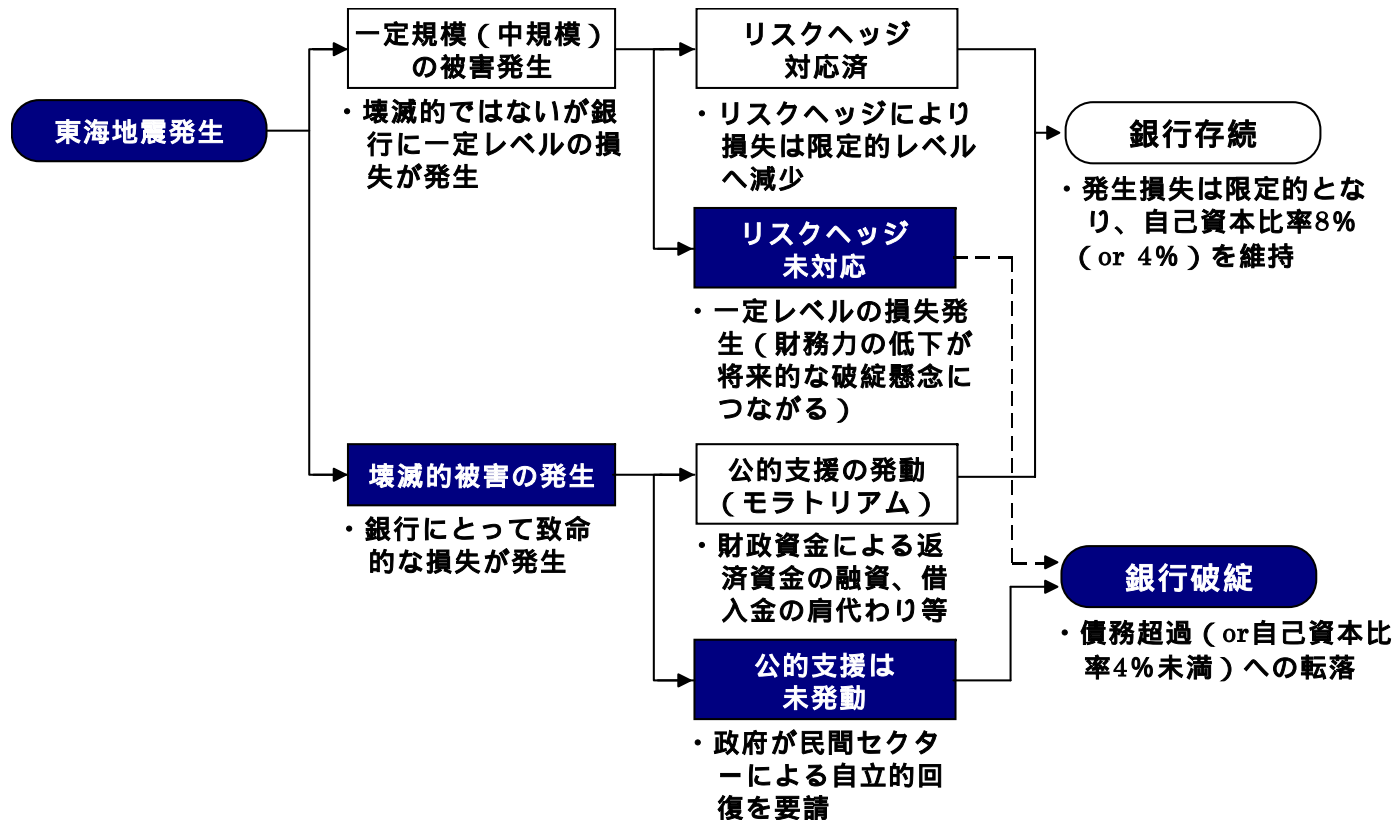 東海地震発生
一定規模（中規模）
の被害発生
・壊滅的ではないが銀
行に一定レベルの損
失が発生
リスクヘッジ
対応済
・リスクヘッジにより
損失は限定的レベル
へ減少
リスクヘッジ
未対応
・一定レベルの損失発
生（財務力の低下が
将来的な破綻懸念に
つながる）
壊滅的被害の発生
・銀行にとって致命
的な損失が発生
公的支援の発動
（モラトリアム）
・財政資金による返
済資金の融資、借
入金の肩代わり等
公的支援は
未発動
・政府が民間セクタ
ーによる自立的回
復を要請
銀行存続
・発生損失は限定的とな
り、自己資本比率8%
（or 4%）を維持
銀行破綻
・債務超過（or自己資本比
率4%未満）への転落